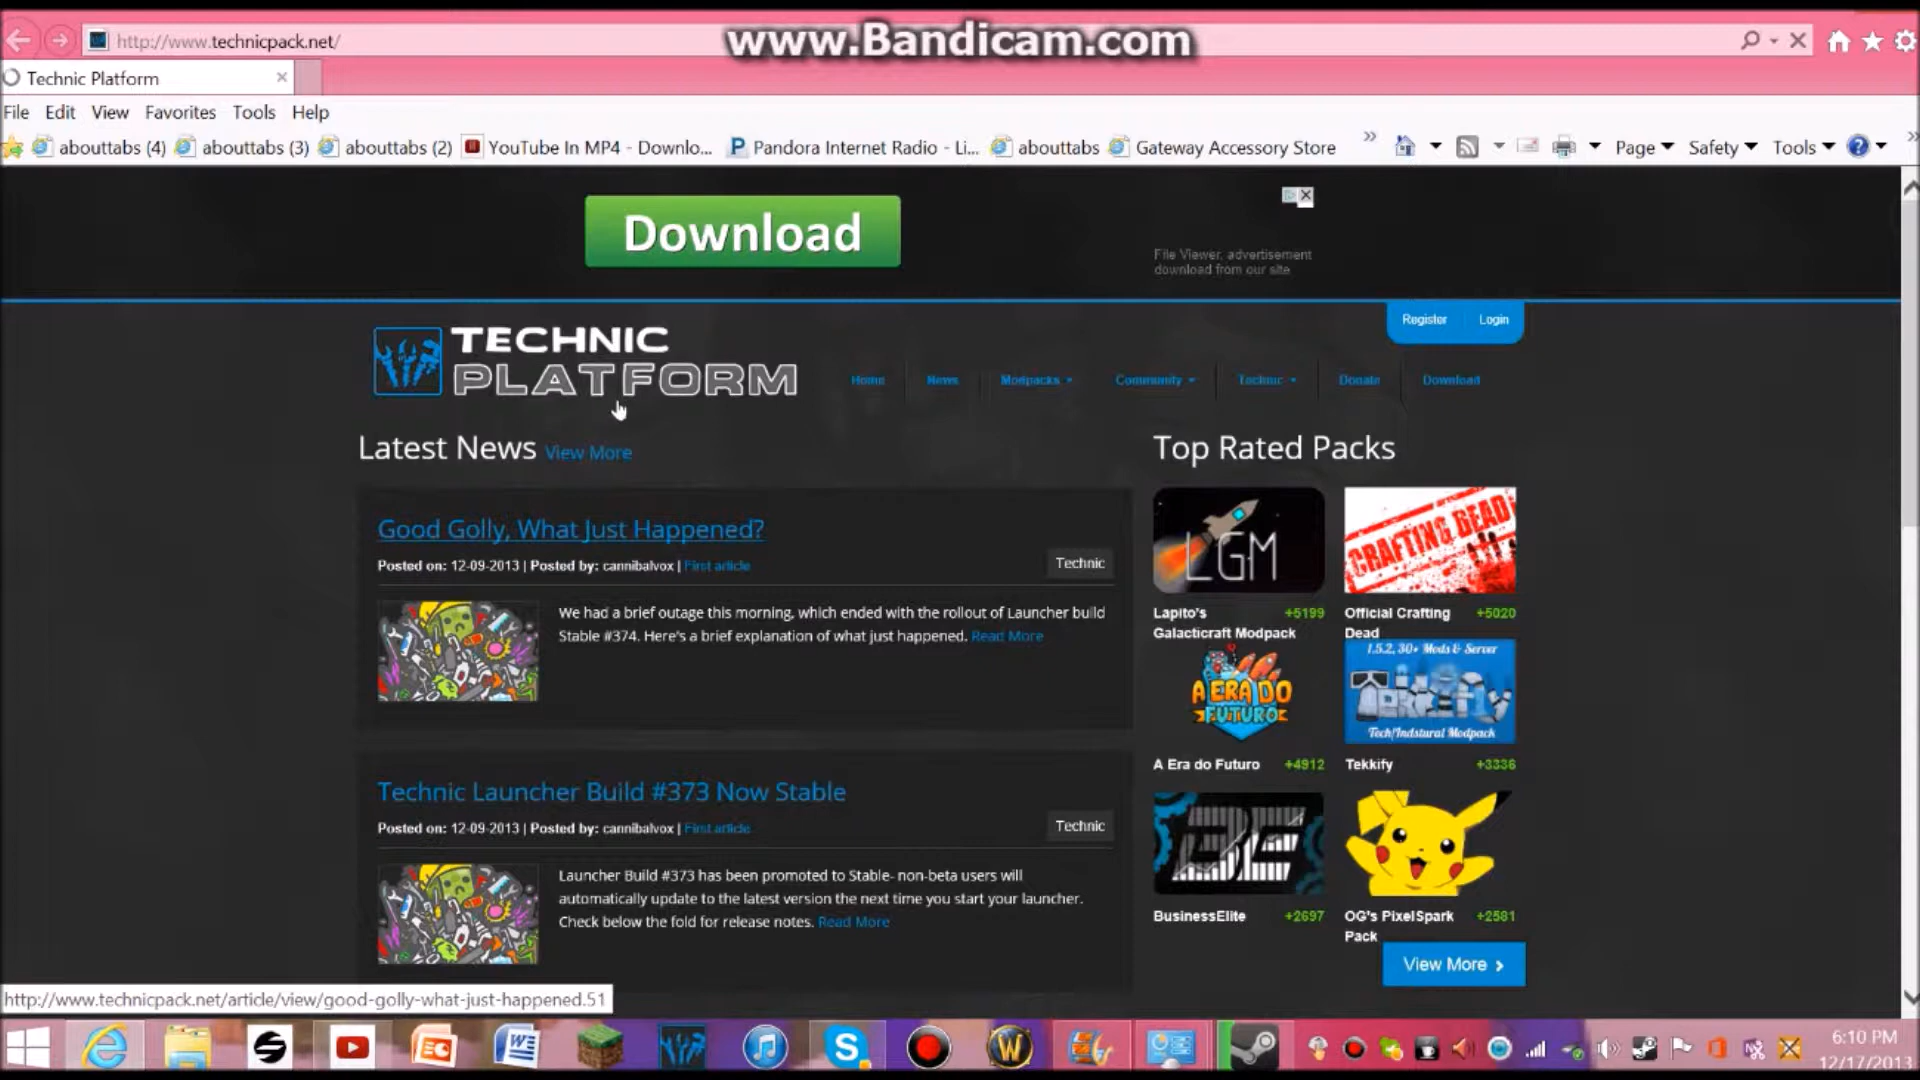 www.Bandicam.com
http://www.technicpack.net/
Technic Platform
File Edit View Favorites Tools Help
abouttabs (4) abouttabs (3) abouttabs (2) YouTube In MP4 - Downlo... Pandora Internet Radio - Li... abouttabs Gateway Accessory Store Page Safety Tools
Download
File Viewer, advertisement
download from our site
Register Login
TECHNIC
PLATFORM
Home News Modpacks Community Technic Donate Download
Latest News View More
Top Rated Packs
Good Golly, What Just Happened?
Posted on: 12-09-2013 | Posted by: cannibalvox | First article
Technic
We had a brief outage this morning, which ended with the rollout of Launcher build
Stable #374. Here's a brief explanation of what just happened. Read More
LGM
Lapito's +5199
Galacticraft Modpack
CRAFTING DEAD
Official Crafting +5020
Dead
A ERA DO
FUTURO
A Era do Futuro +4912
1.5.2, 30+ Mods & Server
Tekkify
Tech/Indstural Modpack
Tekkify +3336
Technic Launcher Build #373 Now Stable
Posted on: 12-09-2013 | Posted by: cannibalvox | First article
Technic
Launcher Build #373 has been promoted to Stable- non-beta users will
automatically update to the latest version the next time you start your launcher.
Check below the fold for release notes. Read More
BE
BusinessElite +2697
OG's PixelSpark +2581
Pack
View More
http://www.technicpack.net/article/view/good-golly-what-just-happened.51
6:10 PM
12/17/2013